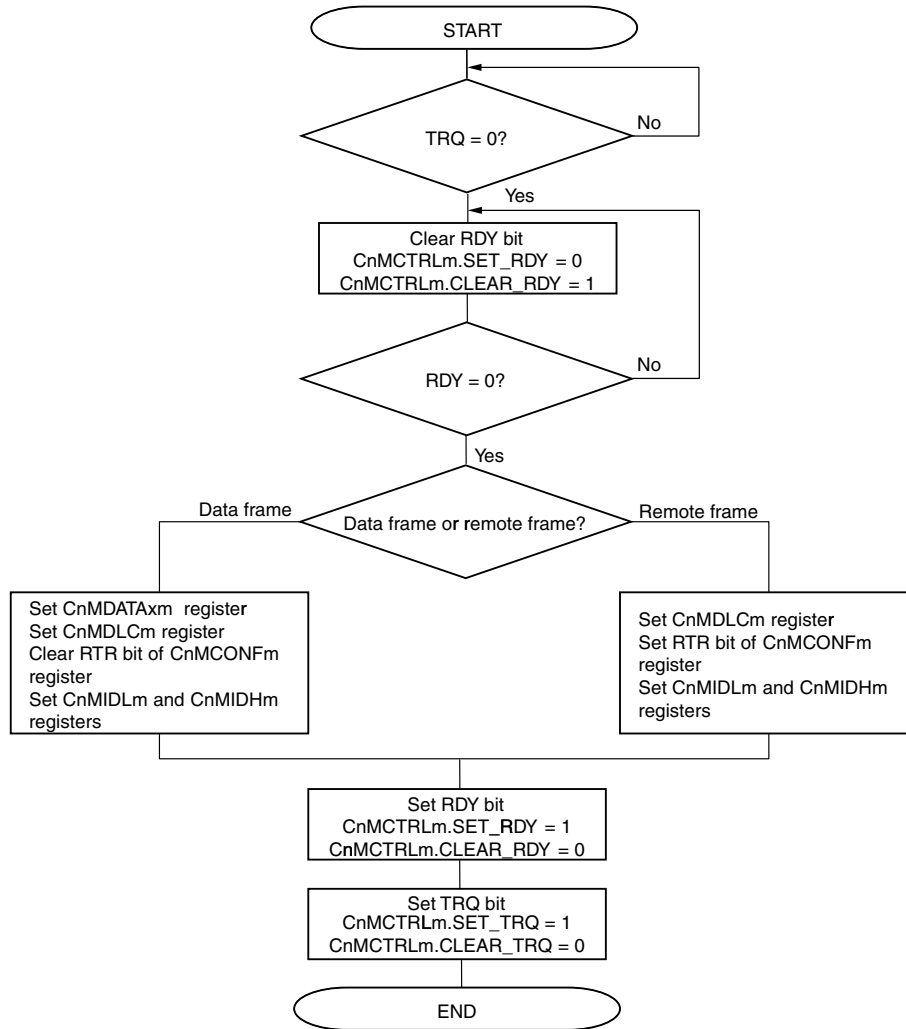 START
TRQ = 0?
No
Yes
Clear RDY bit
CnMCTRLm.SET_RDY = 0
CnMCTRLm.CLEAR_RDY = 1
RDY = 0?
No
Yes
Data frame
Data frame or remote frame?
Remote frame
Set CnMDATAxm register
Set CnMDLCm register
Clear RTR bit of CnMCONFm
register
Set CnMIDLm and CnMIDHm
registers
Set CnMDLCm register
Set RTR bit of CnMCONFm
register
Set CnMIDLm and CnMIDHm
registers
Set RDY bit
CnMCTRLm.SET_RDY = 1
CnMCTRLm.CLEAR_RDY = 0
Set TRQ bit
CnMCTRLm.SET_TRQ = 1
CnMCTRLm.CLEAR_TRQ = 0
END